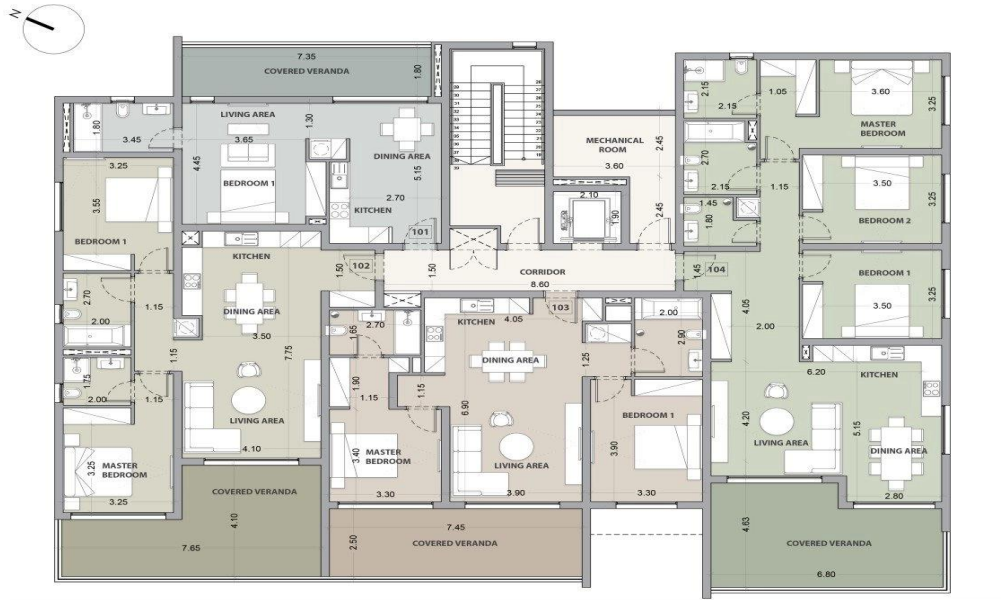 N
7.35
COVERED VERANDA
1.80
1.80
3.45
LIVING AREA
3.65
1.30
4.45
BEDROOM 1
DINING AREA
5.15
2.70
KITCHEN
101
MECHANICAL
ROOM
3.60
2.45
2.10
1.90
2.45
2.15
2.15
1.05
3.60
3.25
MASTER
BEDROOM
2.70
2.15
1.15
3.50
3.25
BEDROOM 2
1.45
1.80
3.25
3.55
BEDROOM 1
KITCHEN
102
1.50
1.50
CORRIDOR
8.60
1.45
104
BEDROOM 1
3.50
3.25
2.70
2.00
1.15
DINING AREA
3.50
7.75
1.15
2.70
1.65
KITCHEN
4.05
103
2.00
2.90
4.05
2.00
1.75
2.00
1.15
LIVING AREA
4.10
1.90
1.15
1.15
DINING AREA
1.25
6.90
6.20
KITCHEN
BEDROOM 1
4.20
LIVING AREA
5.15
DINING AREA
2.80
3.25
MASTER
BEDROOM
3.25
3.40
MASTER
BEDROOM
3.30
LIVING AREA
3.90
3.90
3.30
COVERED VERANDA
4.10
7.65
7.45
2.50
COVERED VERANDA
4.63
COVERED VERANDA
6.80